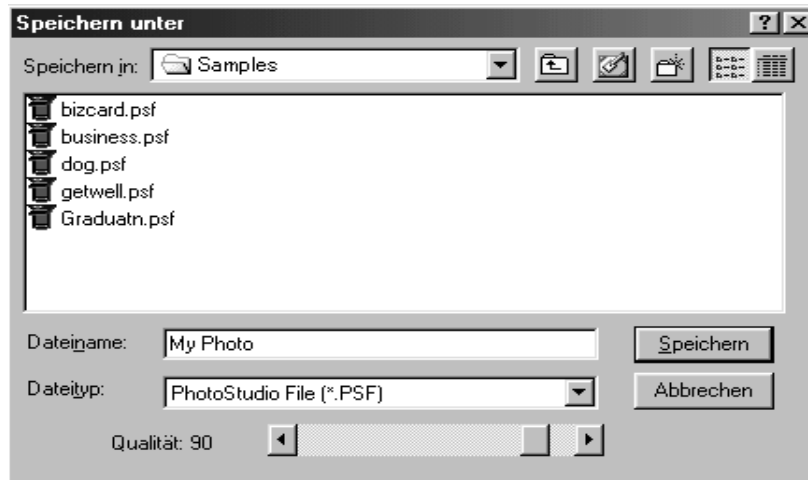 Speichern unter
Speichern in: Samples
bizcard.psf
business.psf
dog.psf
getwell.psf
Graduatn.psf
Dateiname: My Photo Speichern
Dateityp: PhotoStudio File (*.PSF) Abbrechen
Qualität: 90